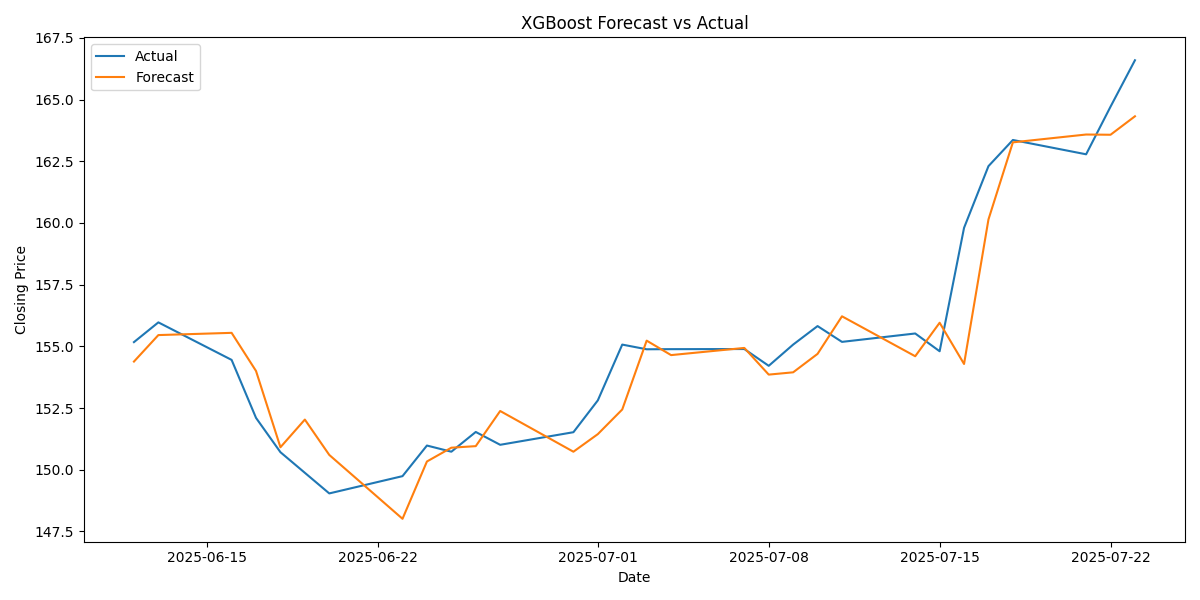 XGBoost Forecast vs Actual
Actual
Forecast
Closing Price
167.5
165.0
162.5
160.0
157.5
155.0
152.5
150.0
147.5
2025-06-15 2025-06-22 2025-07-01 2025-07-08 2025-07-15 2025-07-22
Date